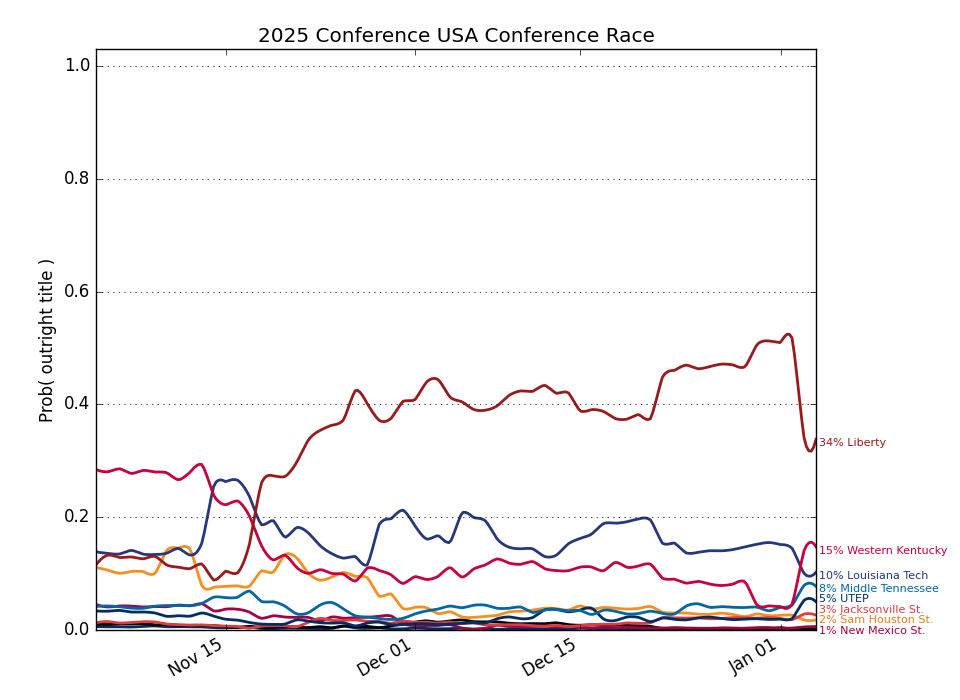 2025 Conference USA Conference Race
Prob( outright title )
1.0
0.8
0.6
0.4
0.2
0.0
34% Liberty
15% Western Kentucky
10% Louisiana Tech
8% Middle Tennessee
5% UTEP
3% Jacksonville St.
2% Sam Houston St.
1% New Mexico St.
Nov 15
Dec 01
Dec 15
Jan 01